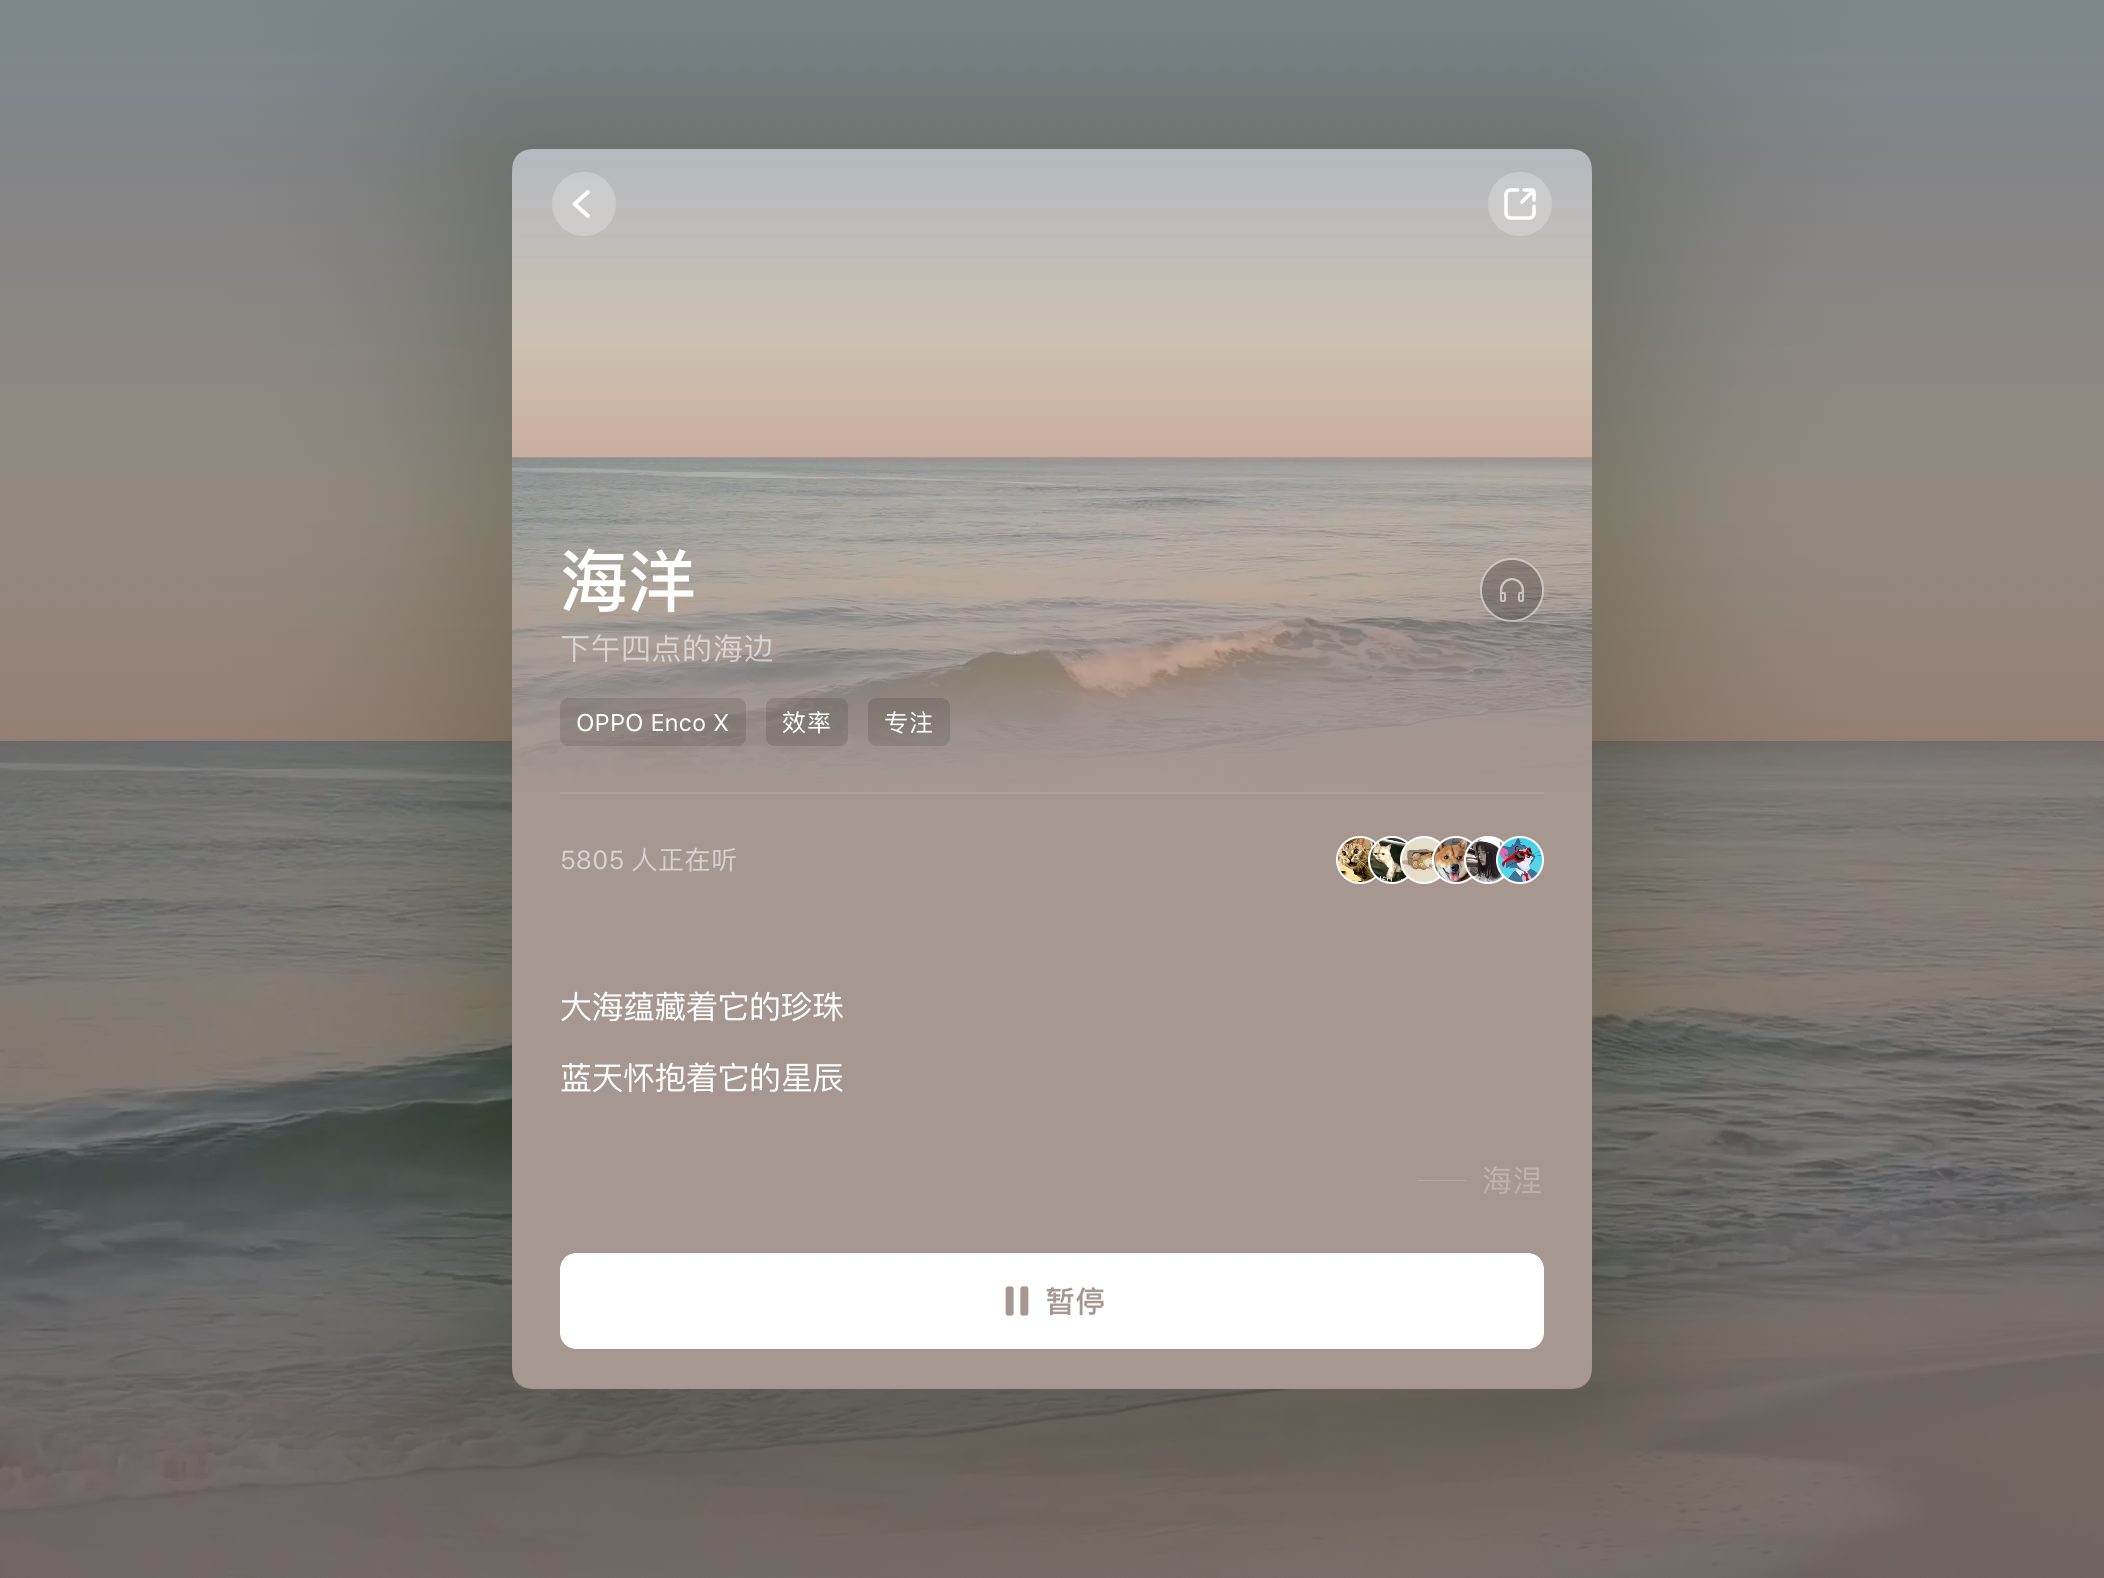 海洋
下午四点的海边
OPPO Enco X 效率 专注
5805 人正在听
大海蕴藏着它的珍珠
蓝天怀抱着它的星辰
—— 海涅
暂停